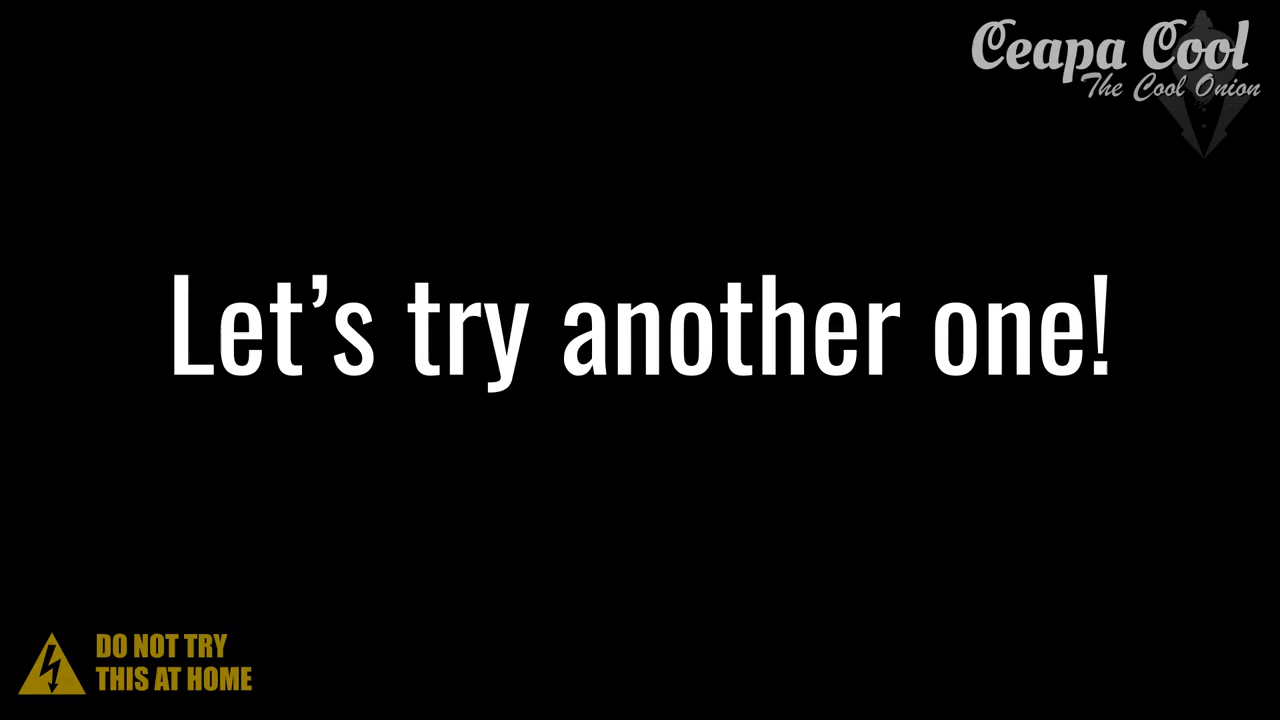 Ceapa Cool
The Cool Onion
Let’s try another one!
DO NOT TRY
THIS AT HOME